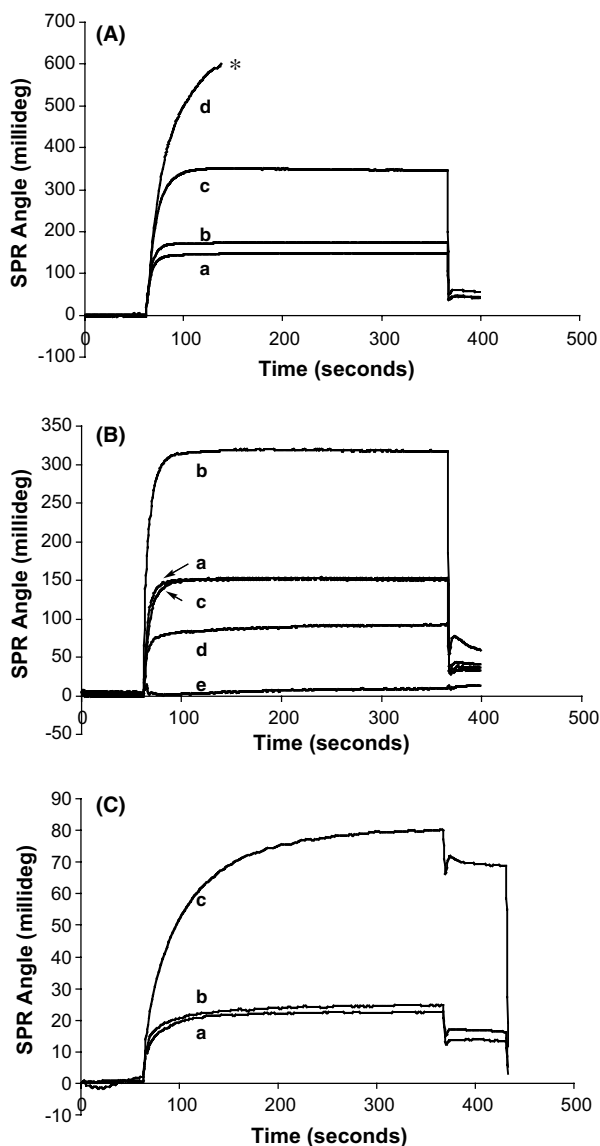 (A)
700
600
500
400
300
200
100
0
-100
SPR Angle (millideg)
*
d
c
b
a
0 100 200 300 400 500
Time (seconds)
(B)
350
300
250
200
150
100
50
0
-50
SPR Angle (millideg)
b
a
c
d
e
0 100 200 300 400 500
Time (seconds)
(C)
90
80
70
60
50
40
30
20
10
0
-10
SPR Angle (millideg)
c
b
a
0 100 200 300 400 500
Time (seconds)